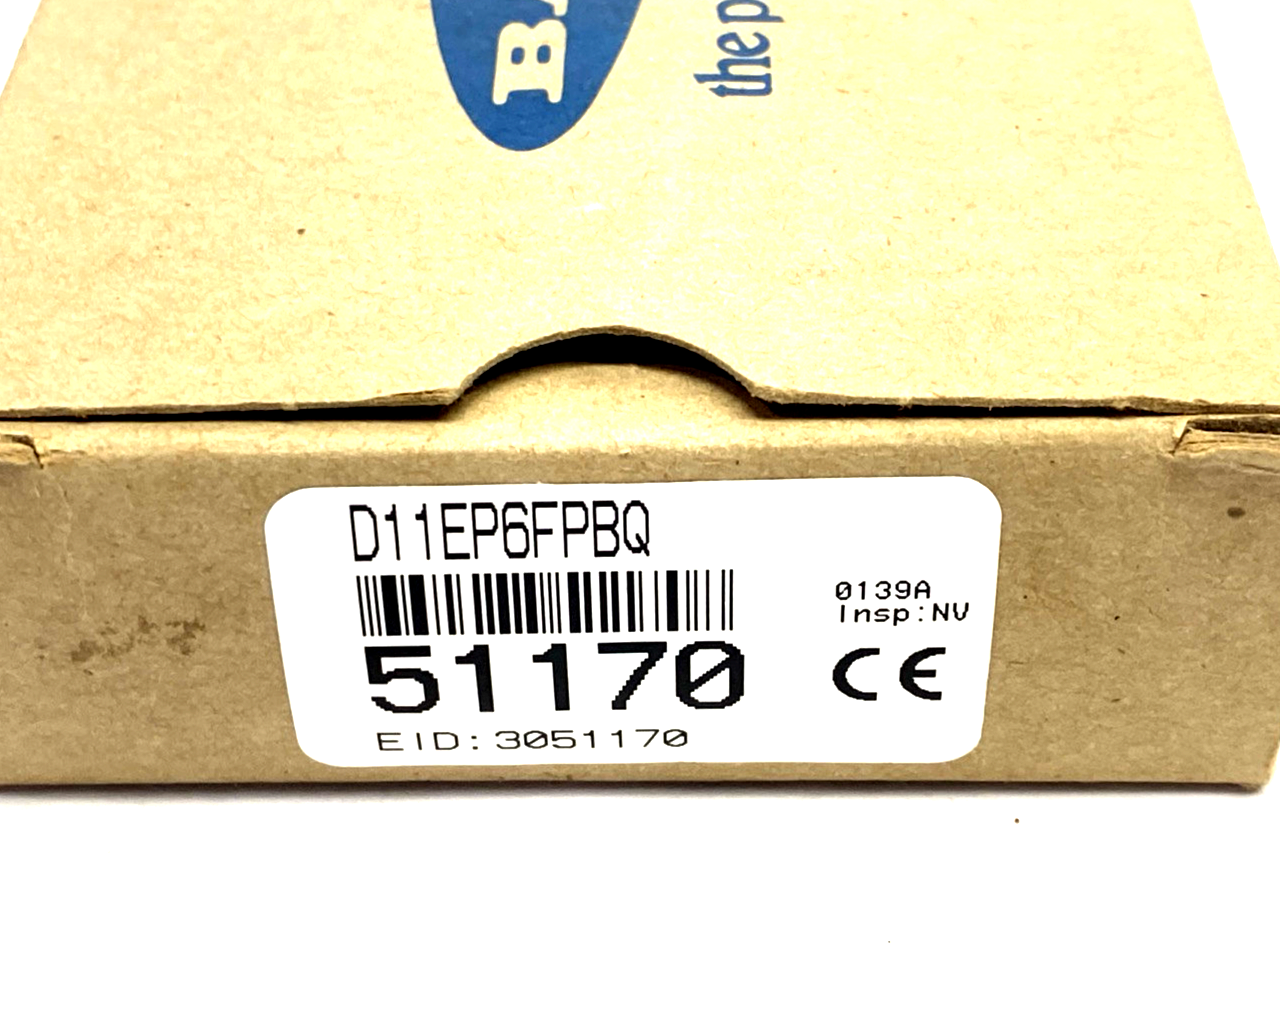 the
D11EP6FPBQ
0139A
Insp:NV
51170
CE
EID:3051170